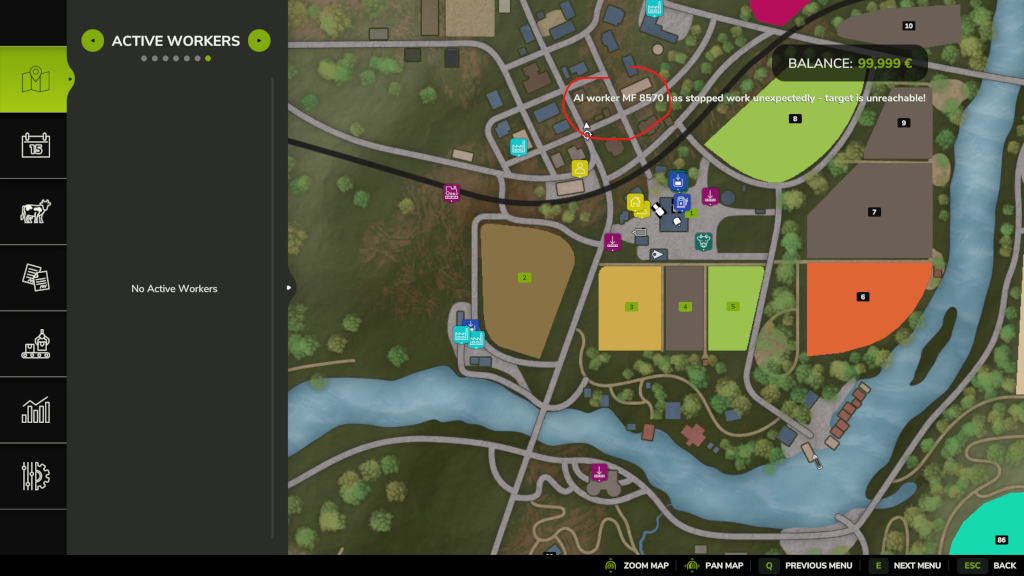 ACTIVE WORKERS
No Active Workers
15
BALANCE: 99,999 €
AI worker MF 8570 has stopped work unexpectedly - target is unreachable!
10
8
9
7
1
2
3
4
5
6
86
ZOOM MAP
PAN MAP
Q PREVIOUS MENU
E NEXT MENU
ESC BACK